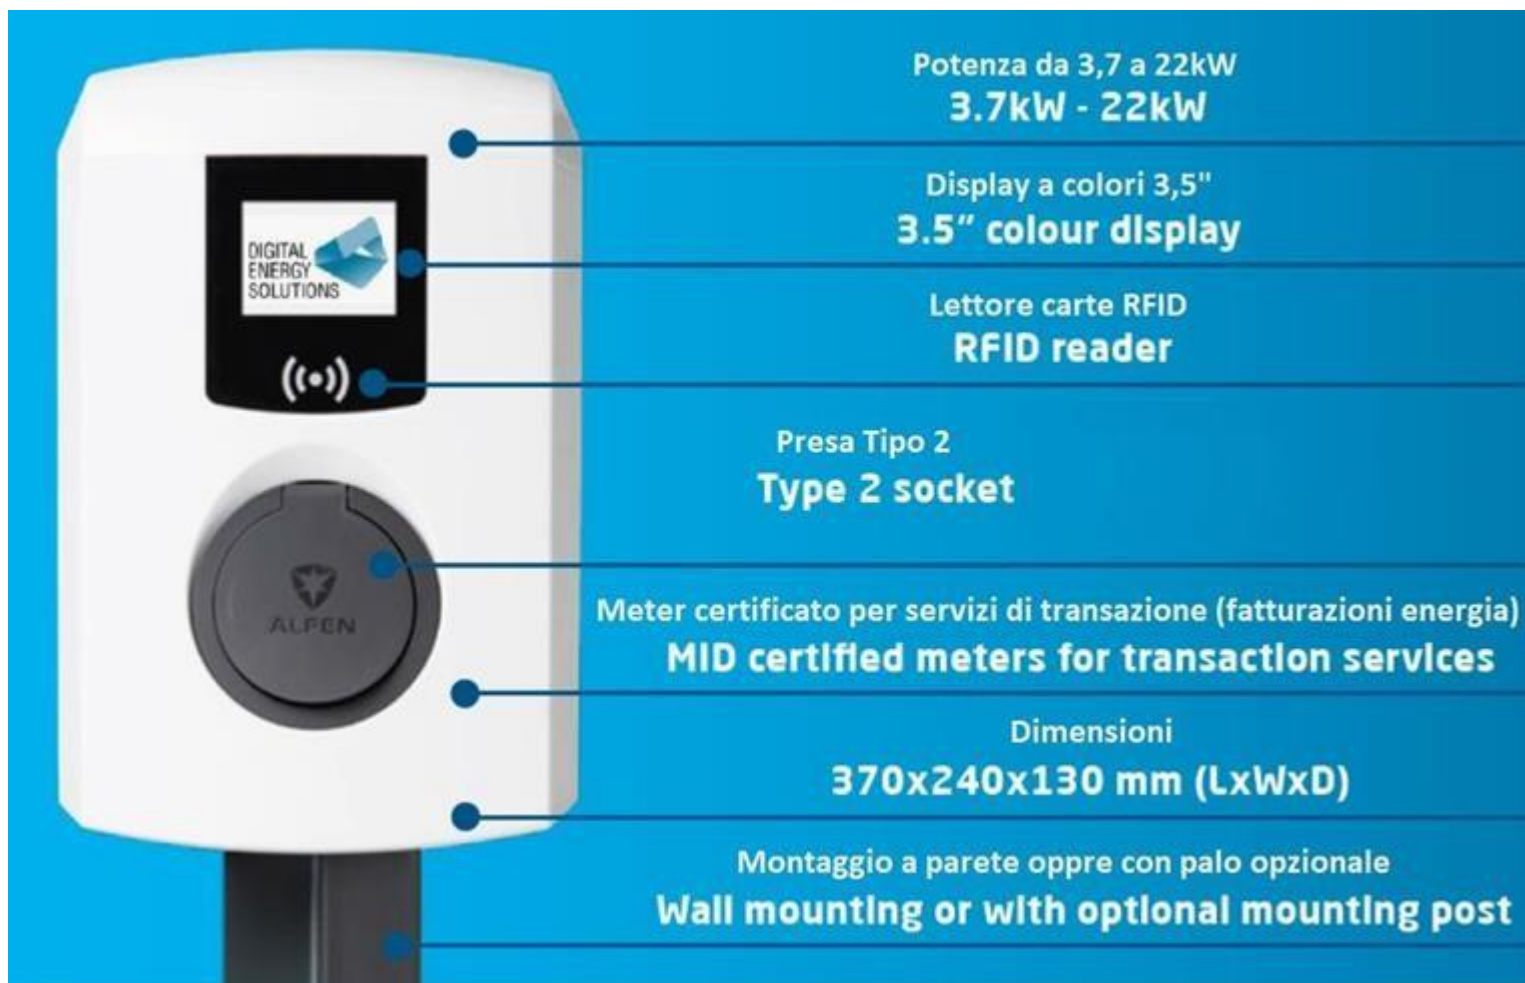 Potenza da 3,7 a 22kW
3.7kW - 22kW
Display a colori 3,5"
3.5” colour display
DIGITAL
ENERGY
SOLUTIONS
Lettore carte RFID
RFID reader
Presa Tipo 2
Type 2 socket
ALFEN
Meter certificato per servizi di transazione (fatturazioni energia)
MID certified meters for transaction services
Dimensioni
370x240x130 mm (LxWxD)
Montaggio a parete oppre con palo opzionale
Wall mounting or with optional mounting post